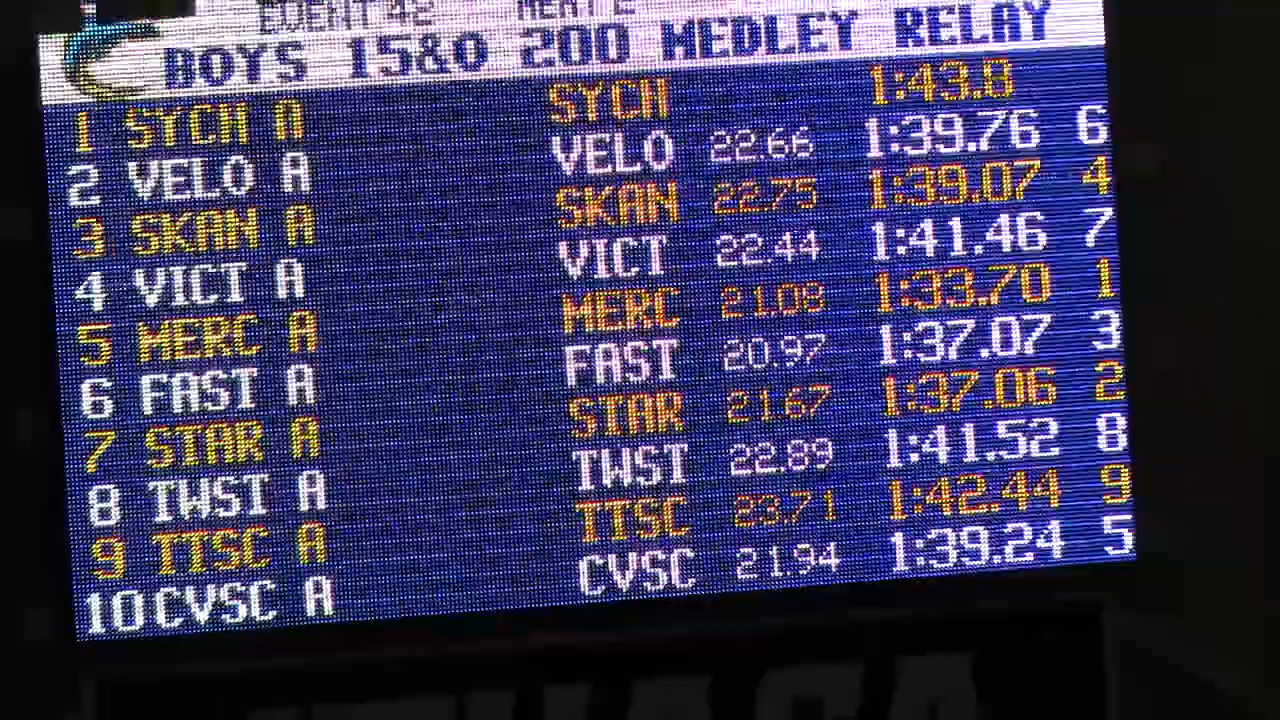 EVENT 42 HEAT 2
BOYS 15&O 200 MEDLEY RELAY
1 SYCH A SYCH 1:43.8
2 VELO A VELO 22.66 1:39.76 6
3 SKAN A SKAN 22.75 1:39.07 4
4 VICT A VICT 22.44 1:41.46 7
5 MERC A MERC 21.08 1:33.70 1
6 FAST A FAST 20.97 1:37.07 3
7 STAR A STAR 21.67 1:37.06 2
8 TWST A TWST 22.89 1:41.52 8
9 TTSC A TTSC 23.71 1:42.44 9
10 CVSC A CVSC 21.94 1:39.24 5